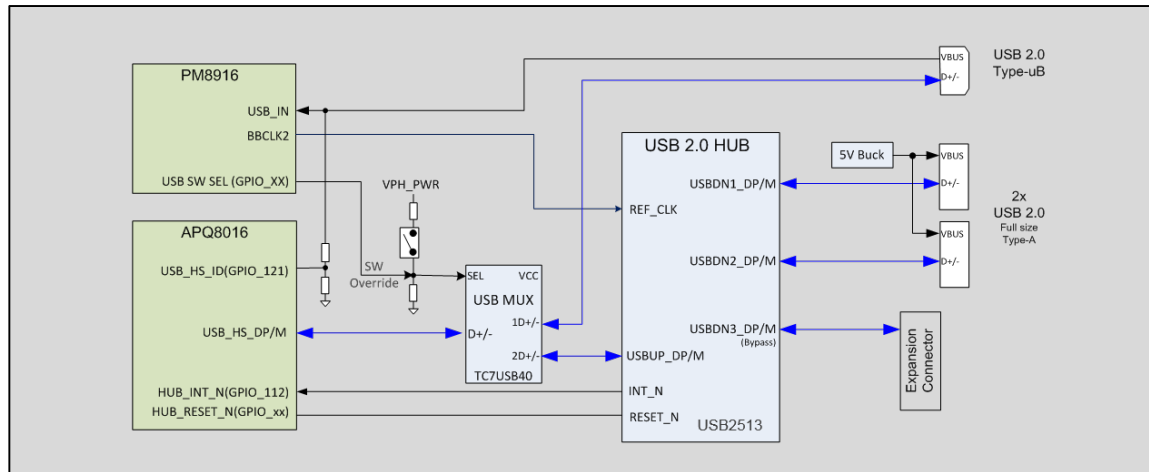 PM8916
USB_IN
BBCLK2
USB SW SEL (GPIO_XX)
APQ8016
USB_HS_ID(GPIO_121)
USB_HS_DP/M
HUB_INT_N(GPIO_112)
HUB_RESET_N(GPIO_xx)
VPH_PWR
SW
Override
SEL
VCC
USB MUX
1D+/-
D+/-
2D+/-
TC7USB40
USB 2.0 HUB
REF_CLK
USBDN1_DP/M
USBDN2_DP/M
USBDN3_DP/M
(Bypass)
USBUP_DP/M
INT_N
RESET_N
USB2513
VBUS
D+/-
USB 2.0
Type-uB
5V Buck
VBUS
D+/-
VBUS
D+/-
2x
USB 2.0
Full size
Type-A
Expansion
Connector